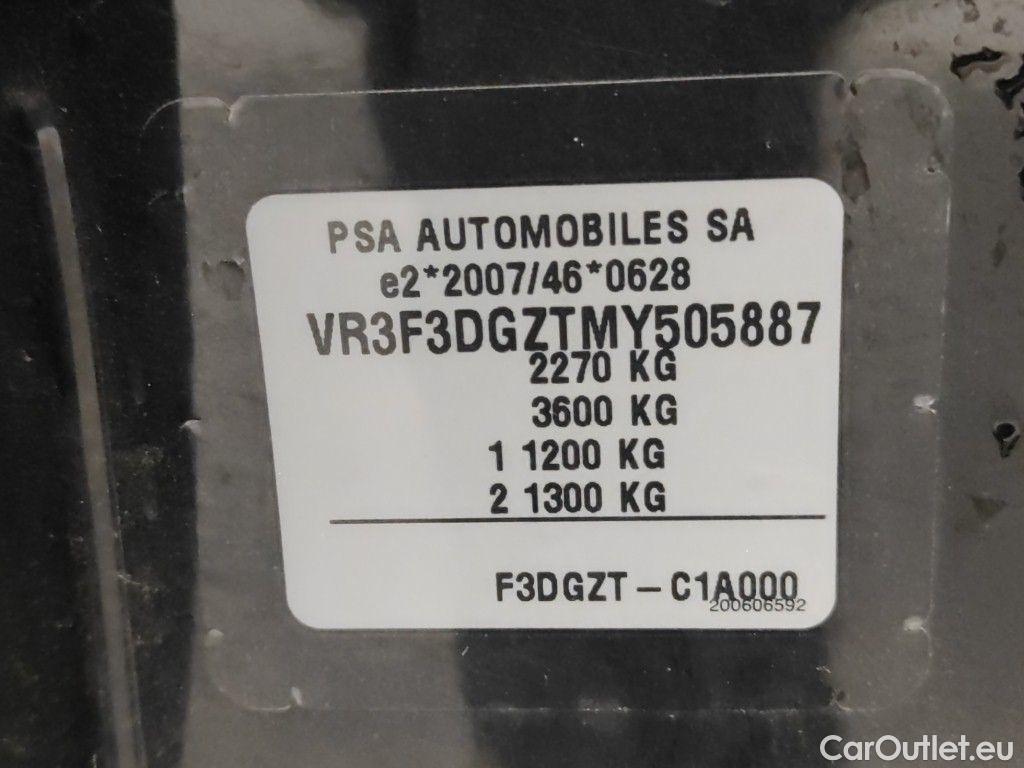 PSA AUTOMOBILES SA
e2*2007/46*0628
VR3F3DGZTMY505887
2270 KG
3600 KG
1 1200 KG
2 1300 KG
F3DGZT – C1A000
200606592
CarOutlet.eu